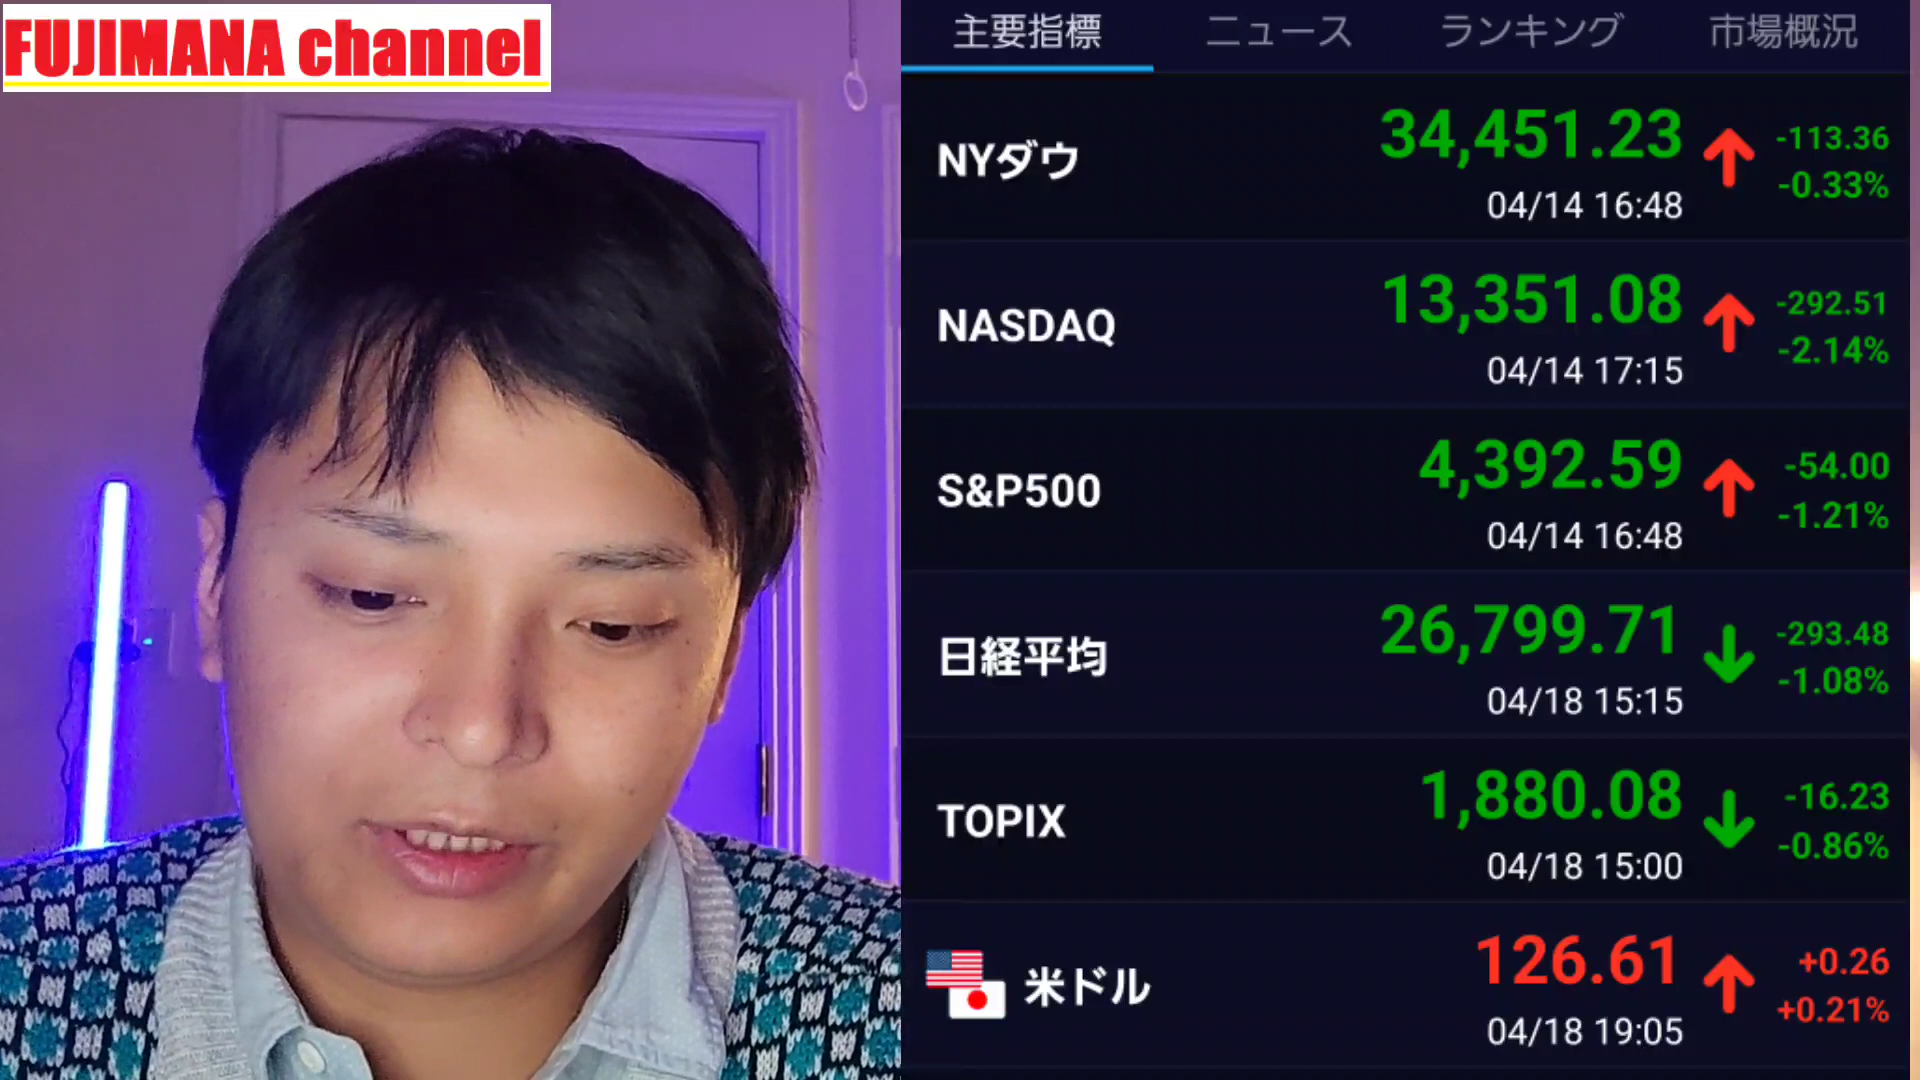 FUJIMANA channel
主要指標 ニュース ランキング 市場概況
NYダウ 34,451.23 -113.36
-0.33%
04/14 16:48
NASDAQ 13,351.08 -292.51
-2.14%
04/14 17:15
S&P500 4,392.59 -54.00
-1.21%
04/14 16:48
日経平均 26,799.71 -293.48
-1.08%
04/18 15:15
TOPIX 1,880.08 -16.23
-0.86%
04/18 15:00
米ドル 126.61 +0.26
+0.21%
04/18 19:05